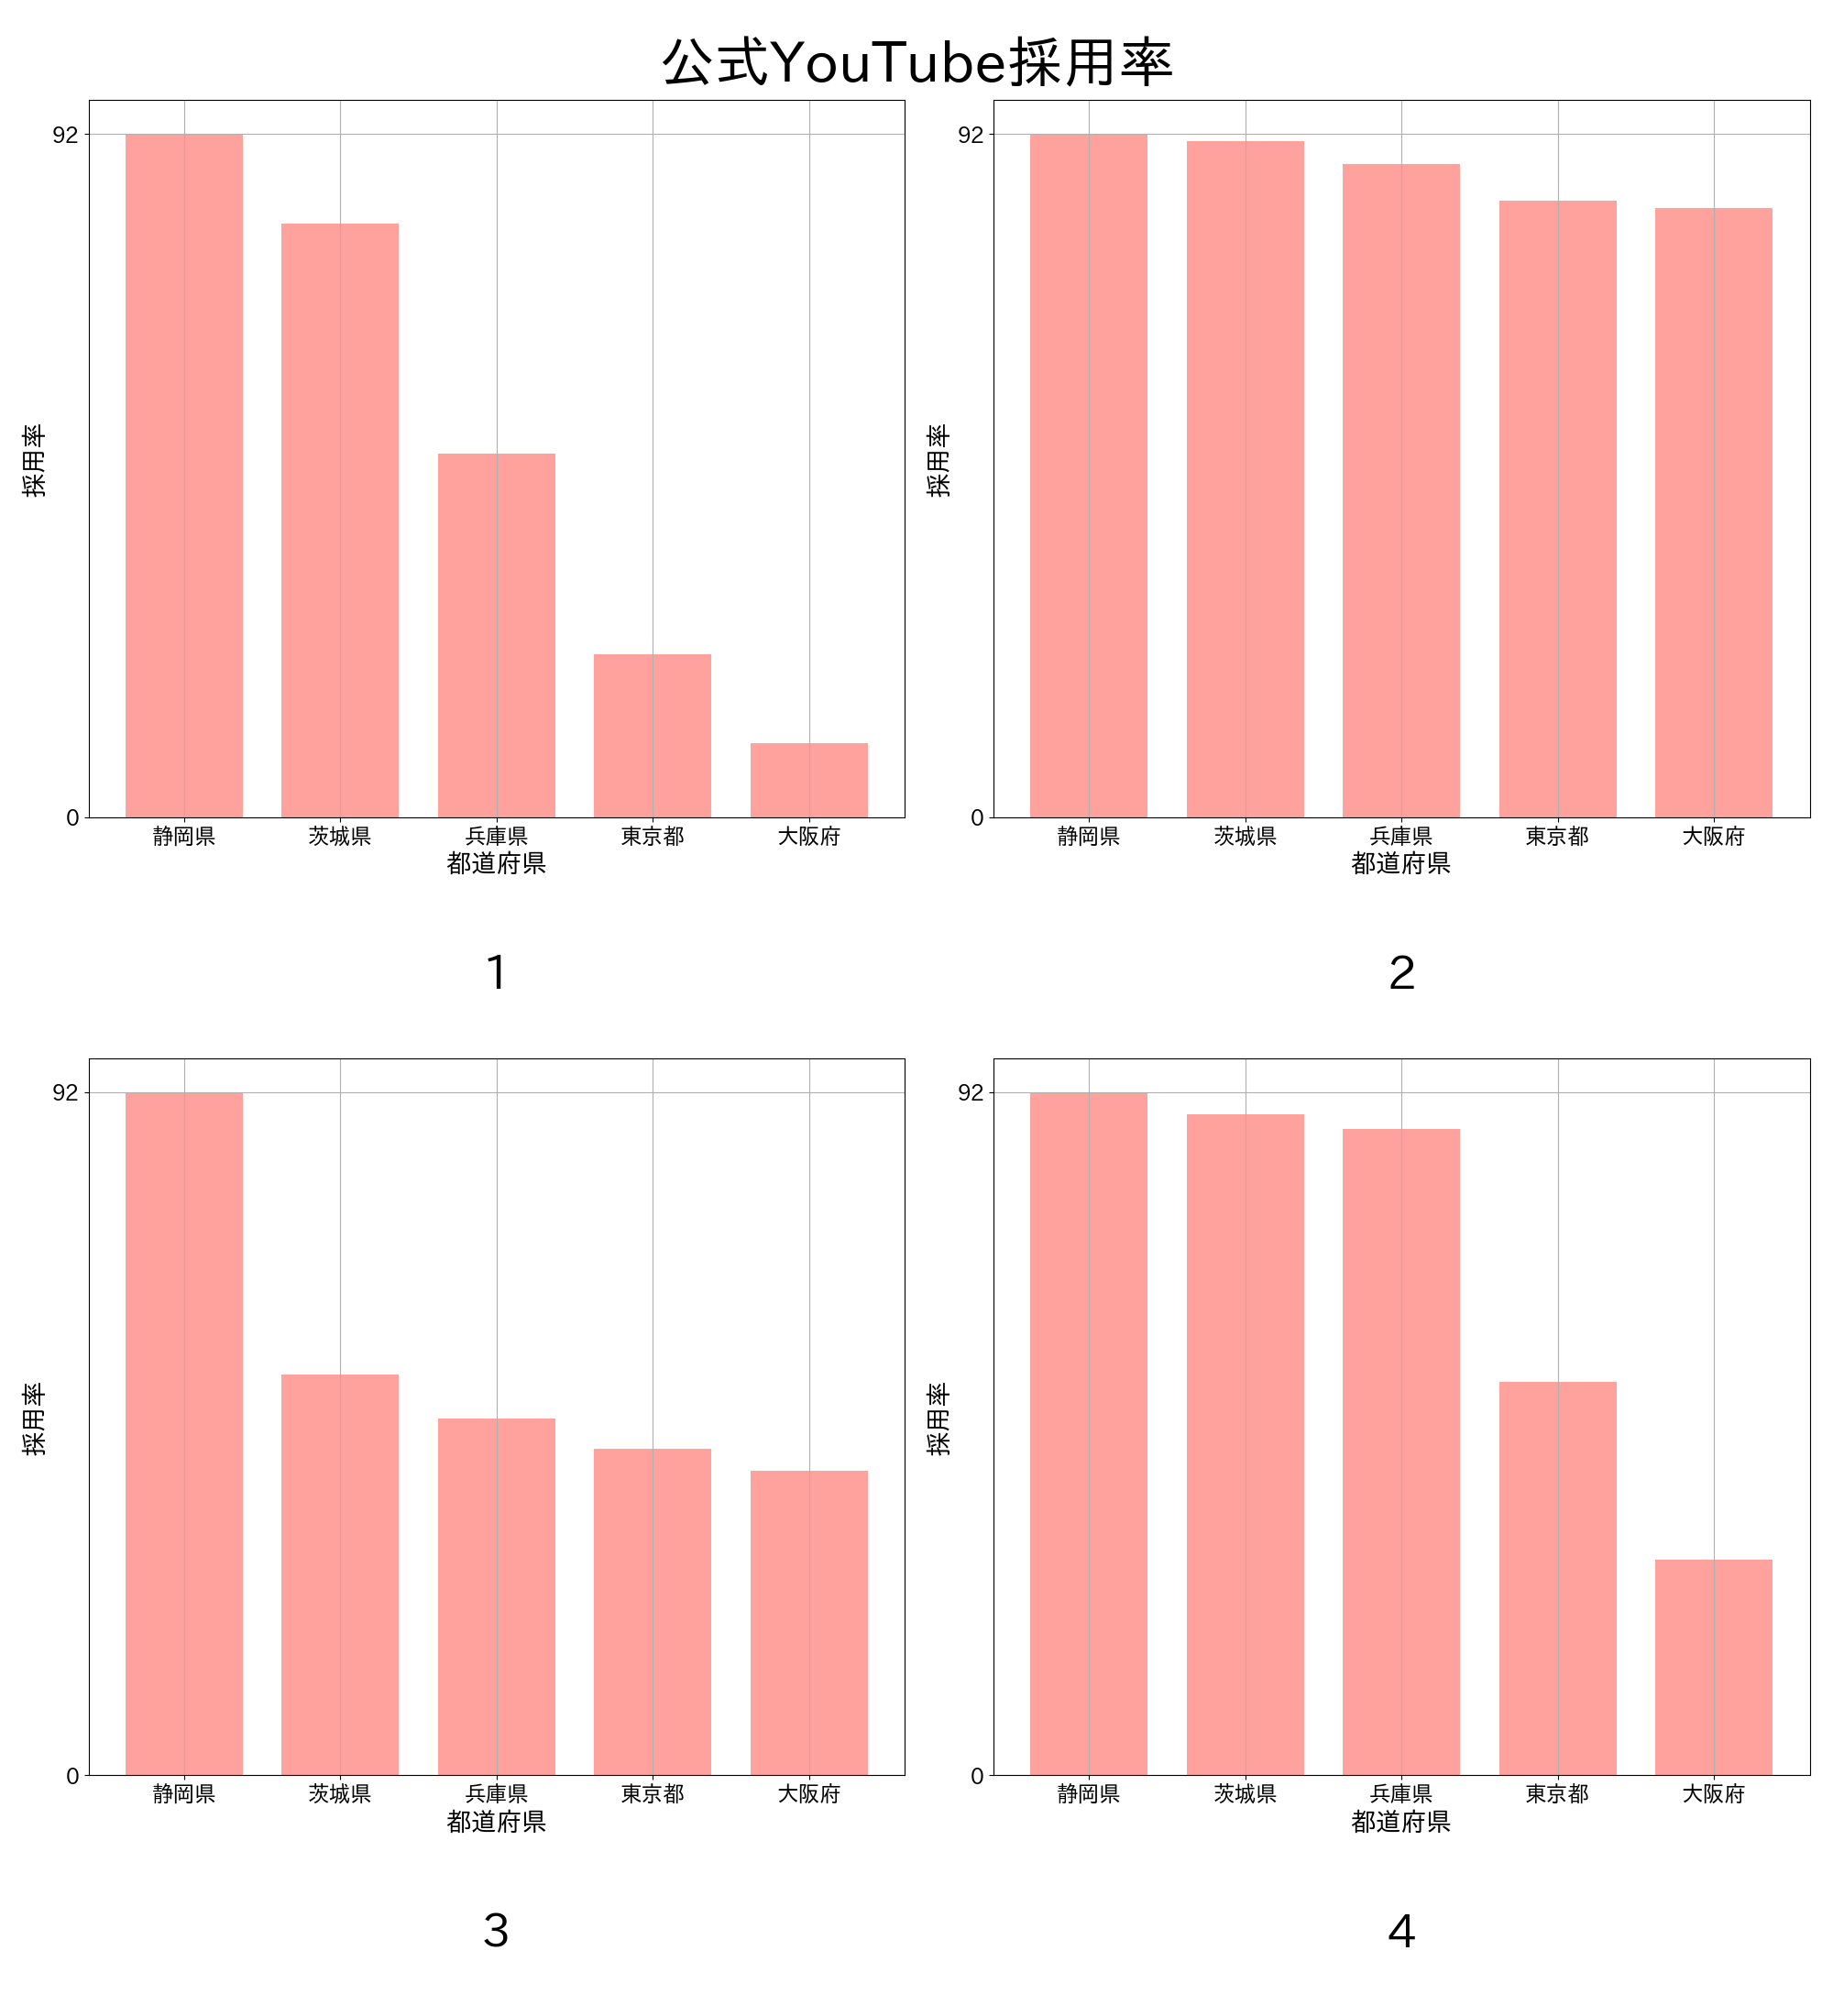 公式YouTube採用率
92
0
採用率
静岡県 茨城県 兵庫県 東京都 大阪府
都道府県
1
92
0
採用率
静岡県 茨城県 兵庫県 東京都 大阪府
都道府県
2
92
0
採用率
静岡県 茨城県 兵庫県 東京都 大阪府
都道府県
3
92
0
採用率
静岡県 茨城県 兵庫県 東京都 大阪府
都道府県
4